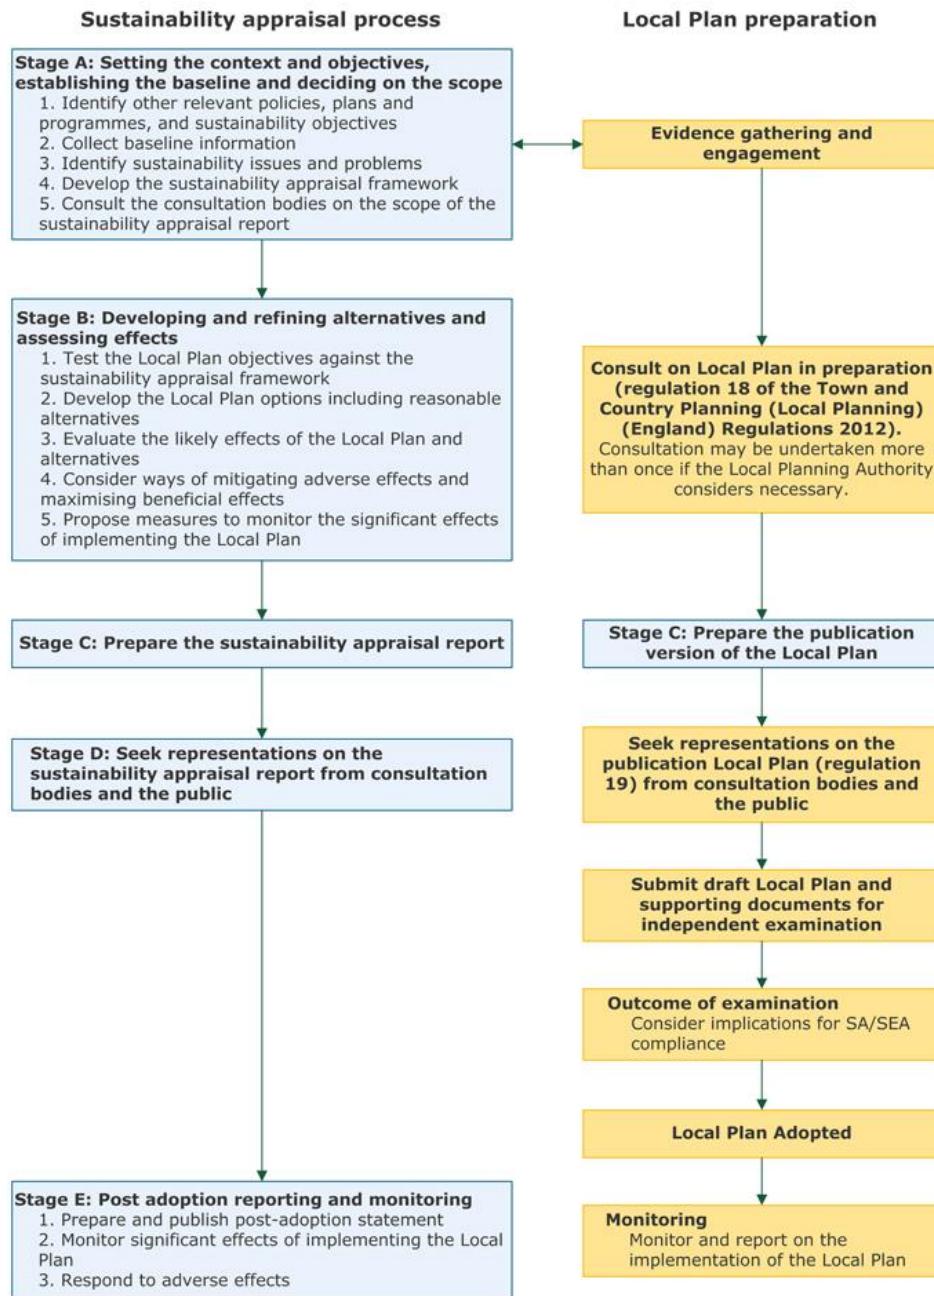 Sustainability appraisal process
Stage A: Setting the context and objectives,
establishing the baseline and deciding on the scope
1. Identify other relevant policies, plans and
programmes, and sustainability objectives
2. Collect baseline information
3. Identify sustainability issues and problems
4. Develop the sustainability appraisal framework
5. Consult the consultation bodies on the scope of the
sustainability appraisal report
Stage B: Developing and refining alternatives and
assessing effects
1. Test the Local Plan objectives against the
sustainability appraisal framework
2. Develop the Local Plan options including reasonable
alternatives
3. Evaluate the likely effects of the Local Plan and
alternatives
4. Consider ways of mitigating adverse effects and
maximising beneficial effects
5. Propose measures to monitor the significant effects
of implementing the Local Plan
Stage C: Prepare the sustainability appraisal report
Stage D: Seek representations on the
sustainability appraisal report from consultation
bodies and the public
Stage E: Post adoption reporting and monitoring
1. Prepare and publish post-adoption statement
2. Monitor significant effects of implementing the Local
Plan
3. Respond to adverse effects
Local Plan preparation
Evidence gathering and
engagement
Consult on Local Plan in preparation
(regulation 18 of the Town and
Country Planning (Local Planning)
(England) Regulations 2012).
Consultation may be undertaken more
than once if the Local Planning Authority
considers necessary.
Stage C: Prepare the publication
version of the Local Plan
Seek representations on the
publication Local Plan (regulation
19) from consultation bodies and
the public
Submit draft Local Plan and
supporting documents for
independent examination
Outcome of examination
Consider implications for SA/SEA
compliance
Local Plan Adopted
Monitoring
Monitor and report on the
implementation of the Local Plan